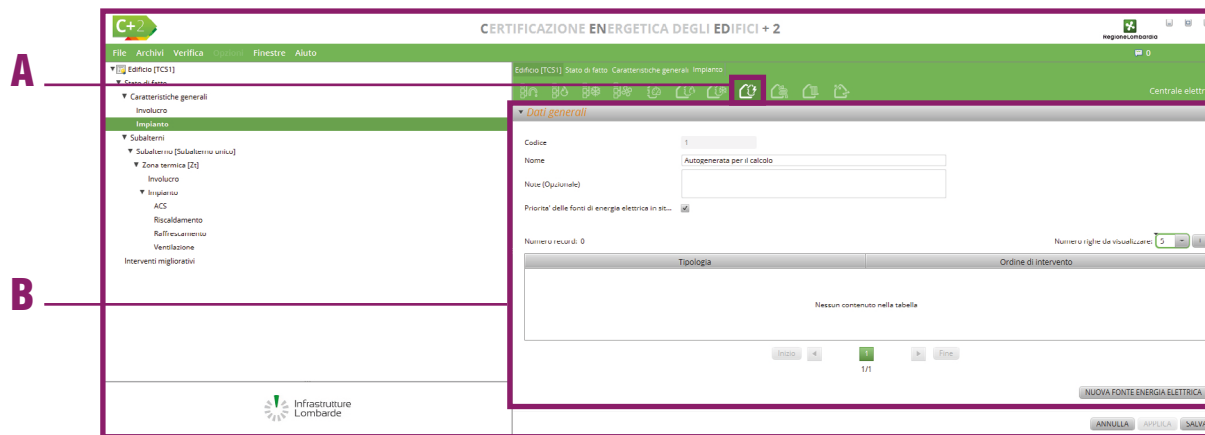 C+2
CERTIFICAZIONE ENERGETICA DEGLI EDIFICI + 2
RegioneLombardia
File Archivi Verifica Opzioni Finestre Aiuto
0
A
Edificio [TCS1]
Stato di fatto
Caratteristiche generali
Involucro
Impianto
Subalterni
Subalterno [Subalterno unico]
Zona termica [Zt]
Involucro
Impianto
ACS
Riscaldamento
Raffrescamento
Ventilazione
Interventi migliorativi
Edificio [TCS1] Stato di fatto Caratteristiche generali Impianto
Centrale elettr
Dati generali
Codice 1
Nome Autogenerata per il calcolo
Note (Opzionale)
Priorita' delle fonti di energia elettrica in sit...
Numero record: 0 Numero righe da visualizzare: 5
Tipologia Ordine di intervento
B
Nessun contenuto nella tabella
Inizio 1 Fine
1/1
NUOVA FONTE ENERGIA ELETTRICA
Infrastrutture
Lombarde
ANNULLA APPLICA SALVA